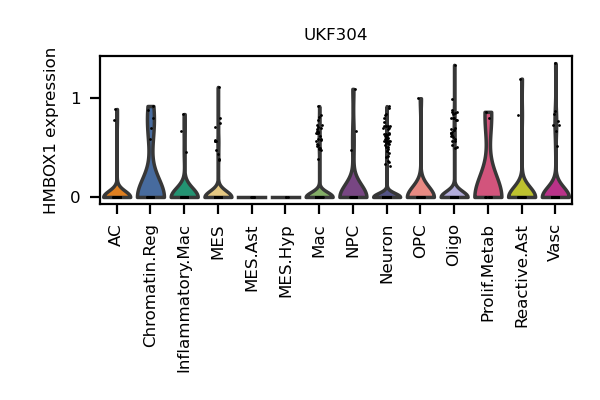 UKF304
HMBOX1 expression
1
0
AC
Chromatin.Reg
Inflammatory.Mac
MES
MES.Ast
MES.Hyp
Mac
NPC
Neuron
OPC
Oligo
Prolif.Metab
Reactive.Ast
Vasc